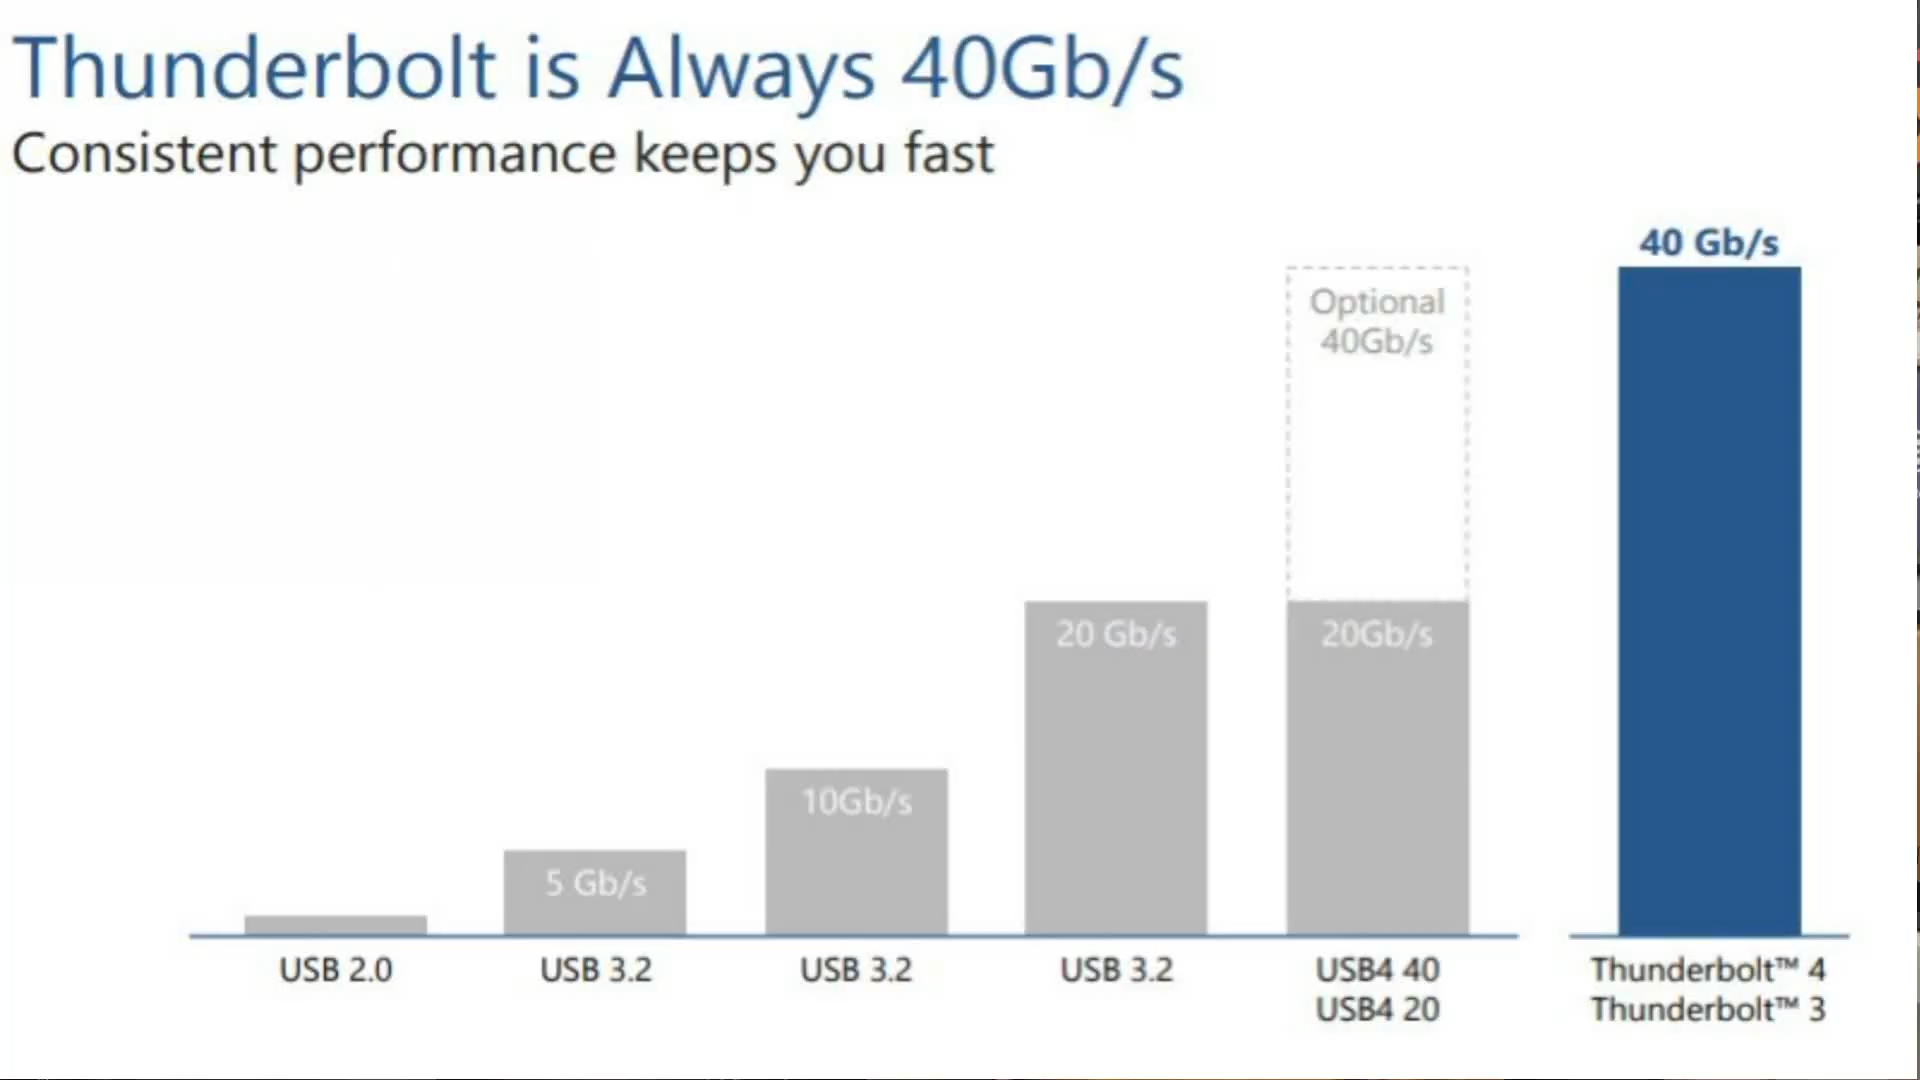 Thunderbolt is Always 40Gb/s
Consistent performance keeps you fast
40 Gb/s
Optional
40Gb/s
20 Gb/s
20Gb/s
10Gb/s
5 Gb/s
USB 2.0
USB 3.2
USB 3.2
USB 3.2
USB4 40
USB4 20
Thunderbolt™ 4
Thunderbolt™ 3